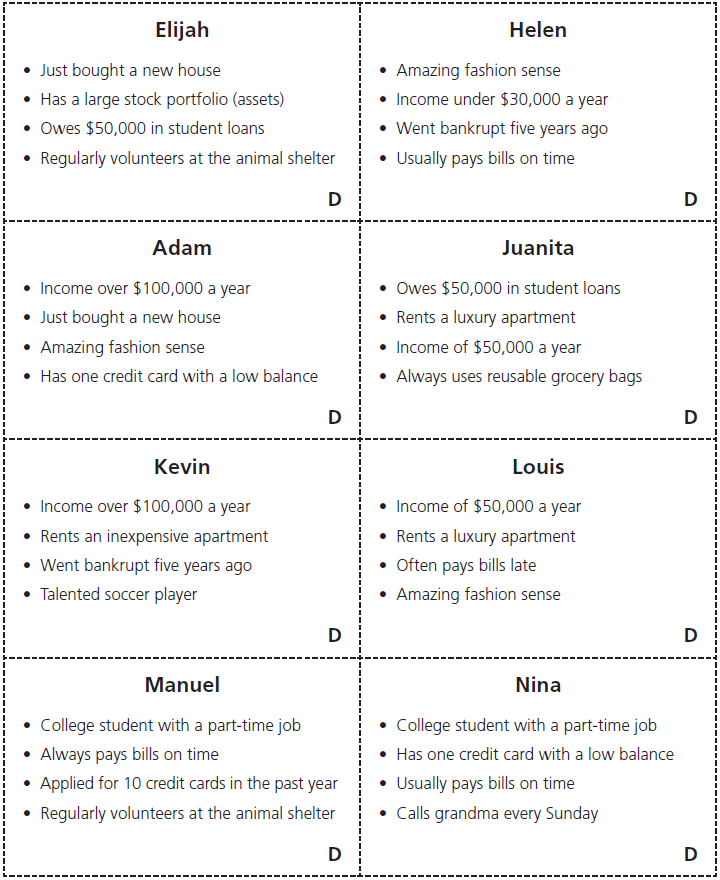 Elijah
• Just bought a new house
• Has a large stock portfolio (assets)
• Owes $50,000 in student loans
• Regularly volunteers at the animal shelter
D
Helen
• Amazing fashion sense
• Income under $30,000 a year
• Went bankrupt five years ago
• Usually pays bills on time
D
Adam
• Income over $100,000 a year
• Just bought a new house
• Amazing fashion sense
• Has one credit card with a low balance
D
Juanita
• Owes $50,000 in student loans
• Rents a luxury apartment
• Income of $50,000 a year
• Always uses reusable grocery bags
D
Kevin
• Income over $100,000 a year
• Rents an inexpensive apartment
• Went bankrupt five years ago
• Talented soccer player
D
Louis
• Income of $50,000 a year
• Rents a luxury apartment
• Often pays bills late
• Amazing fashion sense
D
Manuel
• College student with a part-time job
• Always pays bills on time
• Applied for 10 credit cards in the past year
• Regularly volunteers at the animal shelter
D
Nina
• College student with a part-time job
• Has one credit card with a low balance
• Usually pays bills on time
• Calls grandma every Sunday
D